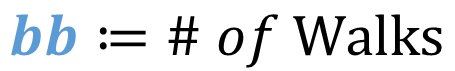 bb := # of Walks